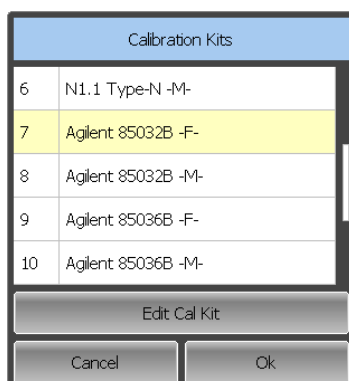 Calibration Kits
6 N1.1 Type-N -M-
7 Agilent 85032B -F-
8 Agilent 85032B -M-
9 Agilent 85036B -F-
10 Agilent 85036B -M-
Edit Cal Kit
Cancel Ok